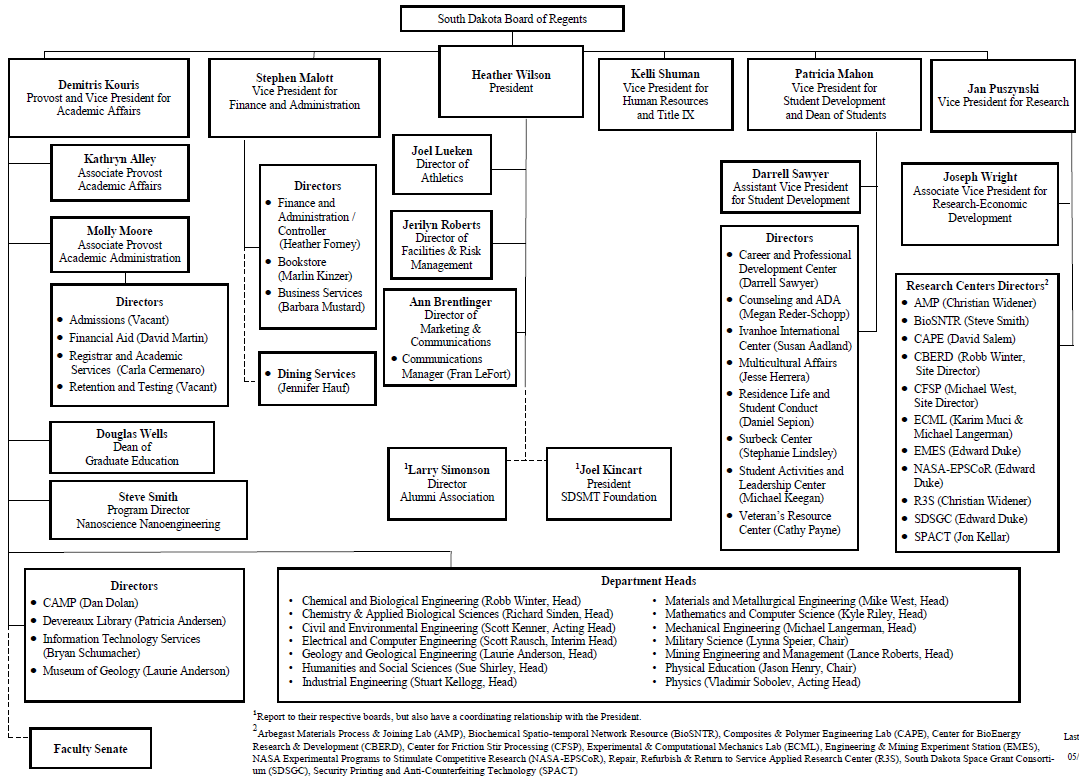 South Dakota Board of Regents
Demitris Kouris
Provost and Vice President for
Academic Affairs
Stephen Malott
Vice President for
Finance and Administration
Heather Wilson
President
Kelli Shuman
Vice President for
Human Resources
and Title IX
Patricia Mahon
Vice President for
Student Development
and Dean of Students
Jan Puszynski
Vice President for Research
Kathryn Alley
Associate Provost
Academic Affairs
Molly Moore
Associate Provost
Academic Administration
Directors
• Admissions (Vacant)
• Financial Aid (David Martin)
• Registrar and Academic
Services (Carla Cermenaro)
• Retention and Testing (Vacant)
Douglas Wells
Dean of
Graduate Education
Steve Smith
Program Director
Nanoscience Nanoengineering
Directors
• Finance and
Administration /
Controller
(Heather Forney)
• Bookstore
(Marlin Kinzer)
• Business Services
(Barbara Mustard)
• Dining Services
(Jennifer Hauf)
Joel Lueken
Director of
Athletics
Jerilyn Roberts
Director of
Facilities & Risk
Management
Ann Brentlinger
Director of
Marketing &
Communications
• Communications
Manager (Fran LeFort)
1Larry Simonson
Director
Alumni Association
1Joel Kincart
President
SDSMT Foundation
Darrell Sawyer
Assistant Vice President
for Student Development
Directors
• Career and Professional
Development Center
(Darrell Sawyer)
• Counseling and ADA
(Megan Reder-Schopp)
• Ivanhoe International
Center (Susan Aadland)
• Multicultural Affairs
(Jesse Herrera)
• Residence Life and
Student Conduct
(Daniel Sepion)
• Surbeck Center
(Stephanie Lindsley)
• Student Activities and
Leadership Center
(Michael Keegan)
• Veteran's Resource
Center (Cathy Payne)
Joseph Wright
Associate Vice President for
Research-Economic
Development
Research Centers Directors2
• AMP (Christian Widener)
• BioSNTR (Steve Smith)
• CAPE (David Salem)
• CBERD (Robb Winter,
Site Director)
• CFSP (Michael West,
Site Director)
• ECML (Karim Muci &
Michael Langerman)
• EMES (Edward Duke)
• NASA-EPSCoR (Edward
Duke)
• R3S (Christian Widener)
• SDSGC (Edward Duke)
• SPACT (Jon Kellar)
Directors
• CAMP (Dan Dolan)
• Devereaux Library (Patricia Andersen)
• Information Technology Services
(Bryan Schumacher)
• Museum of Geology (Laurie Anderson)
Department Heads
• Chemical and Biological Engineering (Robb Winter, Head)
• Chemistry & Applied Biological Sciences (Richard Sinden, Head)
• Civil and Environmental Engineering (Scott Kenner, Acting Head)
• Electrical and Computer Engineering (Scott Rausch, Interim Head)
• Geology and Geological Engineering (Laurie Anderson, Head)
• Humanities and Social Sciences (Sue Shirley, Head)
• Industrial Engineering (Stuart Kellogg, Head)
• Materials and Metallurgical Engineering (Mike West, Head)
• Mathematics and Computer Science (Kyle Riley, Head)
• Mechanical Engineering (Michael Langerman, Head)
• Military Science (Lynna Speier, Chair)
• Mining Engineering and Management (Lance Roberts, Head)
• Physical Education (Jason Henry, Chair)
• Physics (Vladimir Sobolev, Acting Head)
Faculty Senate
1Report to their respective boards, but also have a coordinating relationship with the President.
2Arbegast Materials Process & Joining Lab (AMP), Biochemical Spatio-temporal Network Resource (BioSNTR), Composites & Polymer Engineering Lab (CAPE), Center for BioEnergy
Research & Development (CBERD), Center for Friction Stir Processing (CFSP), Experimental & Computational Mechanics Lab (ECML), Engineering & Mining Experiment Station (EMES),
NASA Experimental Programs to Stimulate Competitive Research (NASA-EPSCoR), Repair, Refurbish & Return to Service Applied Research Center (R3S), South Dakota Space Grant Consorti-
um (SDSGC), Security Printing and Anti-Counterfeiting Technology (SPACT)
Last
05/